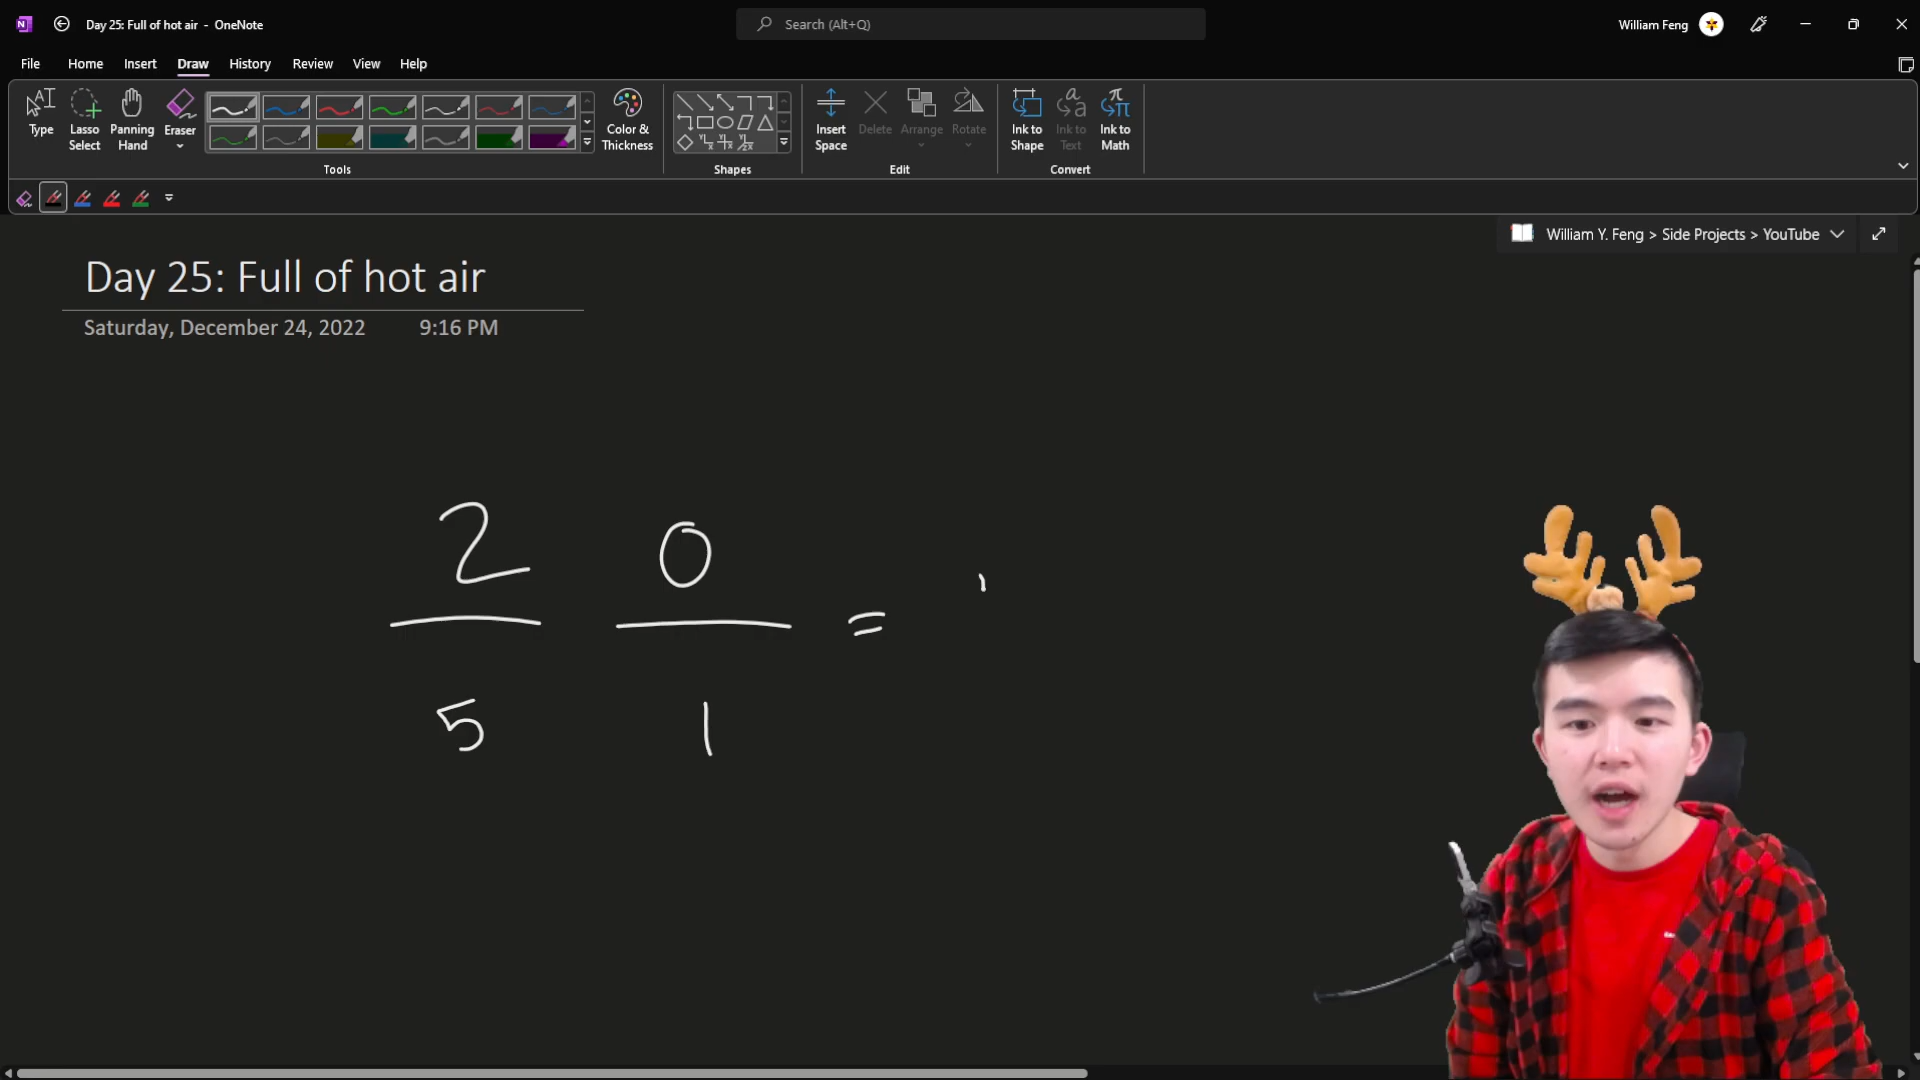 Day 25: Full of hot air - OneNote
Search (Alt+Q)
William Feng
File Home Insert Draw History Review View Help
Type
Lasso Select
Panning Hand
Eraser
Color & Thickness
Insert Space
Delete
Arrange
Rotate
Ink to Shape
Ink to Text
Ink to Math
Tools
Shapes
Edit
Convert
William Y. Feng > Side Projects > YouTube
Day 25: Full of hot air
Saturday, December 24, 2022 9:16 PM
2 0
=
5 1